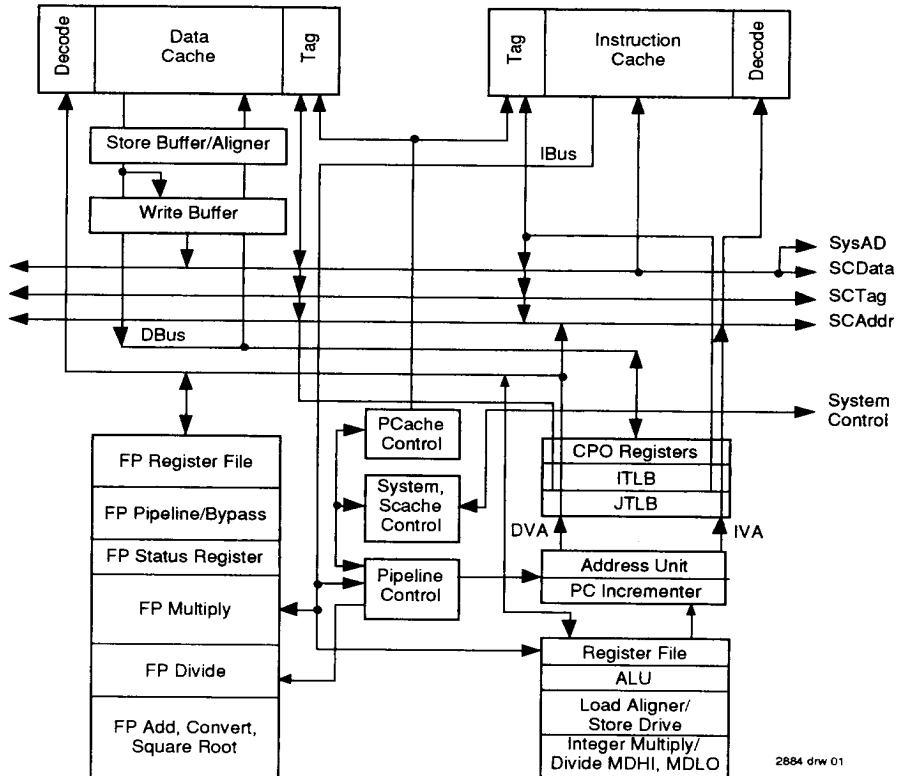 Decode
Data
Cache
Tag
Tag
Instruction
Cache
Decode
Store Buffer/Aligner
IBus
Write Buffer
SysAD
SCData
SCTag
SCAddr
DBus
System
Control
PCache
Control
FP Register File
CPO Registers
ITLB
JTLB
System,
Scache
Control
FP Pipeline/Bypass
DVA
IVA
FP Status Register
Address Unit
PC Incrementer
Pipeline
Control
FP Multiply
Register File
FP Divide
ALU
Load Aligner/
Store Drive
FP Add, Convert,
Square Root
Integer Multiply/
Divide MDHI, MDLO
2884 drw 01